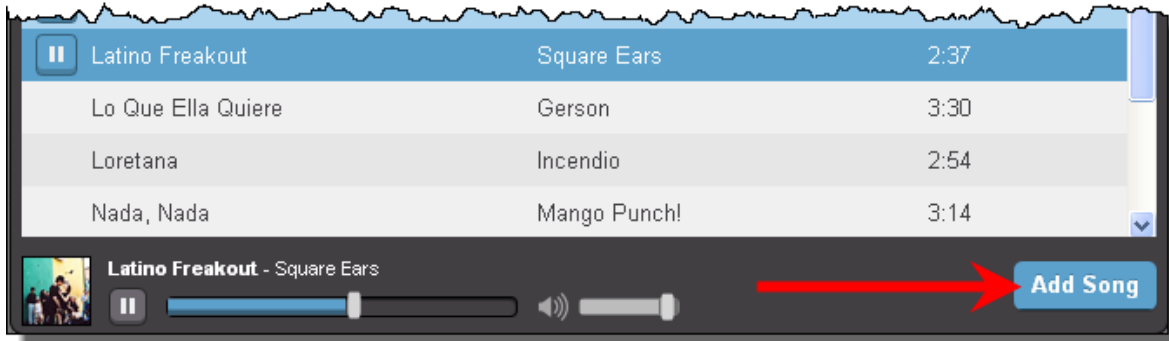 Latino Freakout Square Ears 2:37
Lo Que Ella Quiere Gerson 3:30
Loretana Incendio 2:54
Nada, Nada Mango Punch! 3:14
Latino Freakout - Square Ears
Add Song